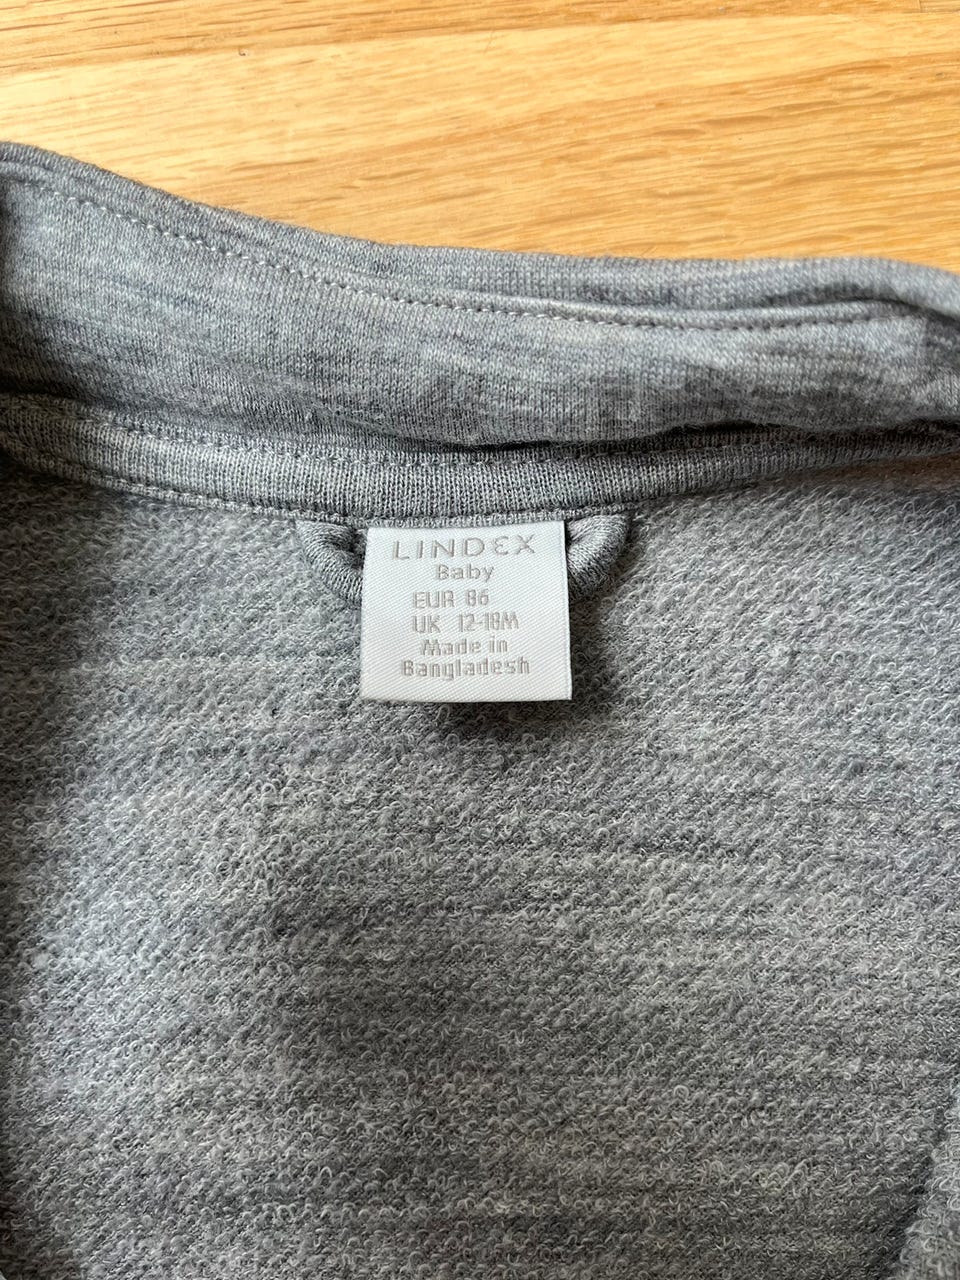 LINDEX
Baby
EUR 86
UK 12-18M
Made in
Bangladesh